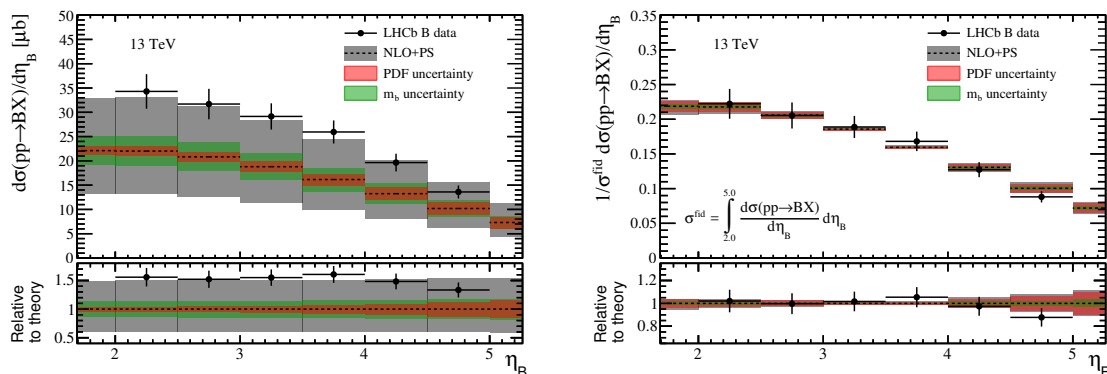 dσ(pp→BX)/dη_B [μb]
50
45
40
35
30
25
20
15
10
5
0
13 TeV
LHCb B data
NLO+PS
PDF uncertainty
m_b uncertainty
Relative
to theory
1.5
1
0.5
2 3 4 5
η_B
1/σ^fid dσ(pp→BX)/dη_B
0.35
0.3
0.25
0.2
0.15
0.1
0.05
0
13 TeV
LHCb B data
NLO+PS
PDF uncertainty
m_b uncertainty
σ^fid = ∫_2.0^5.0 dσ(pp→BX)/dη_B dη_B
Relative
to theory
1.2
1
0.8
2 3 4 5
η_B